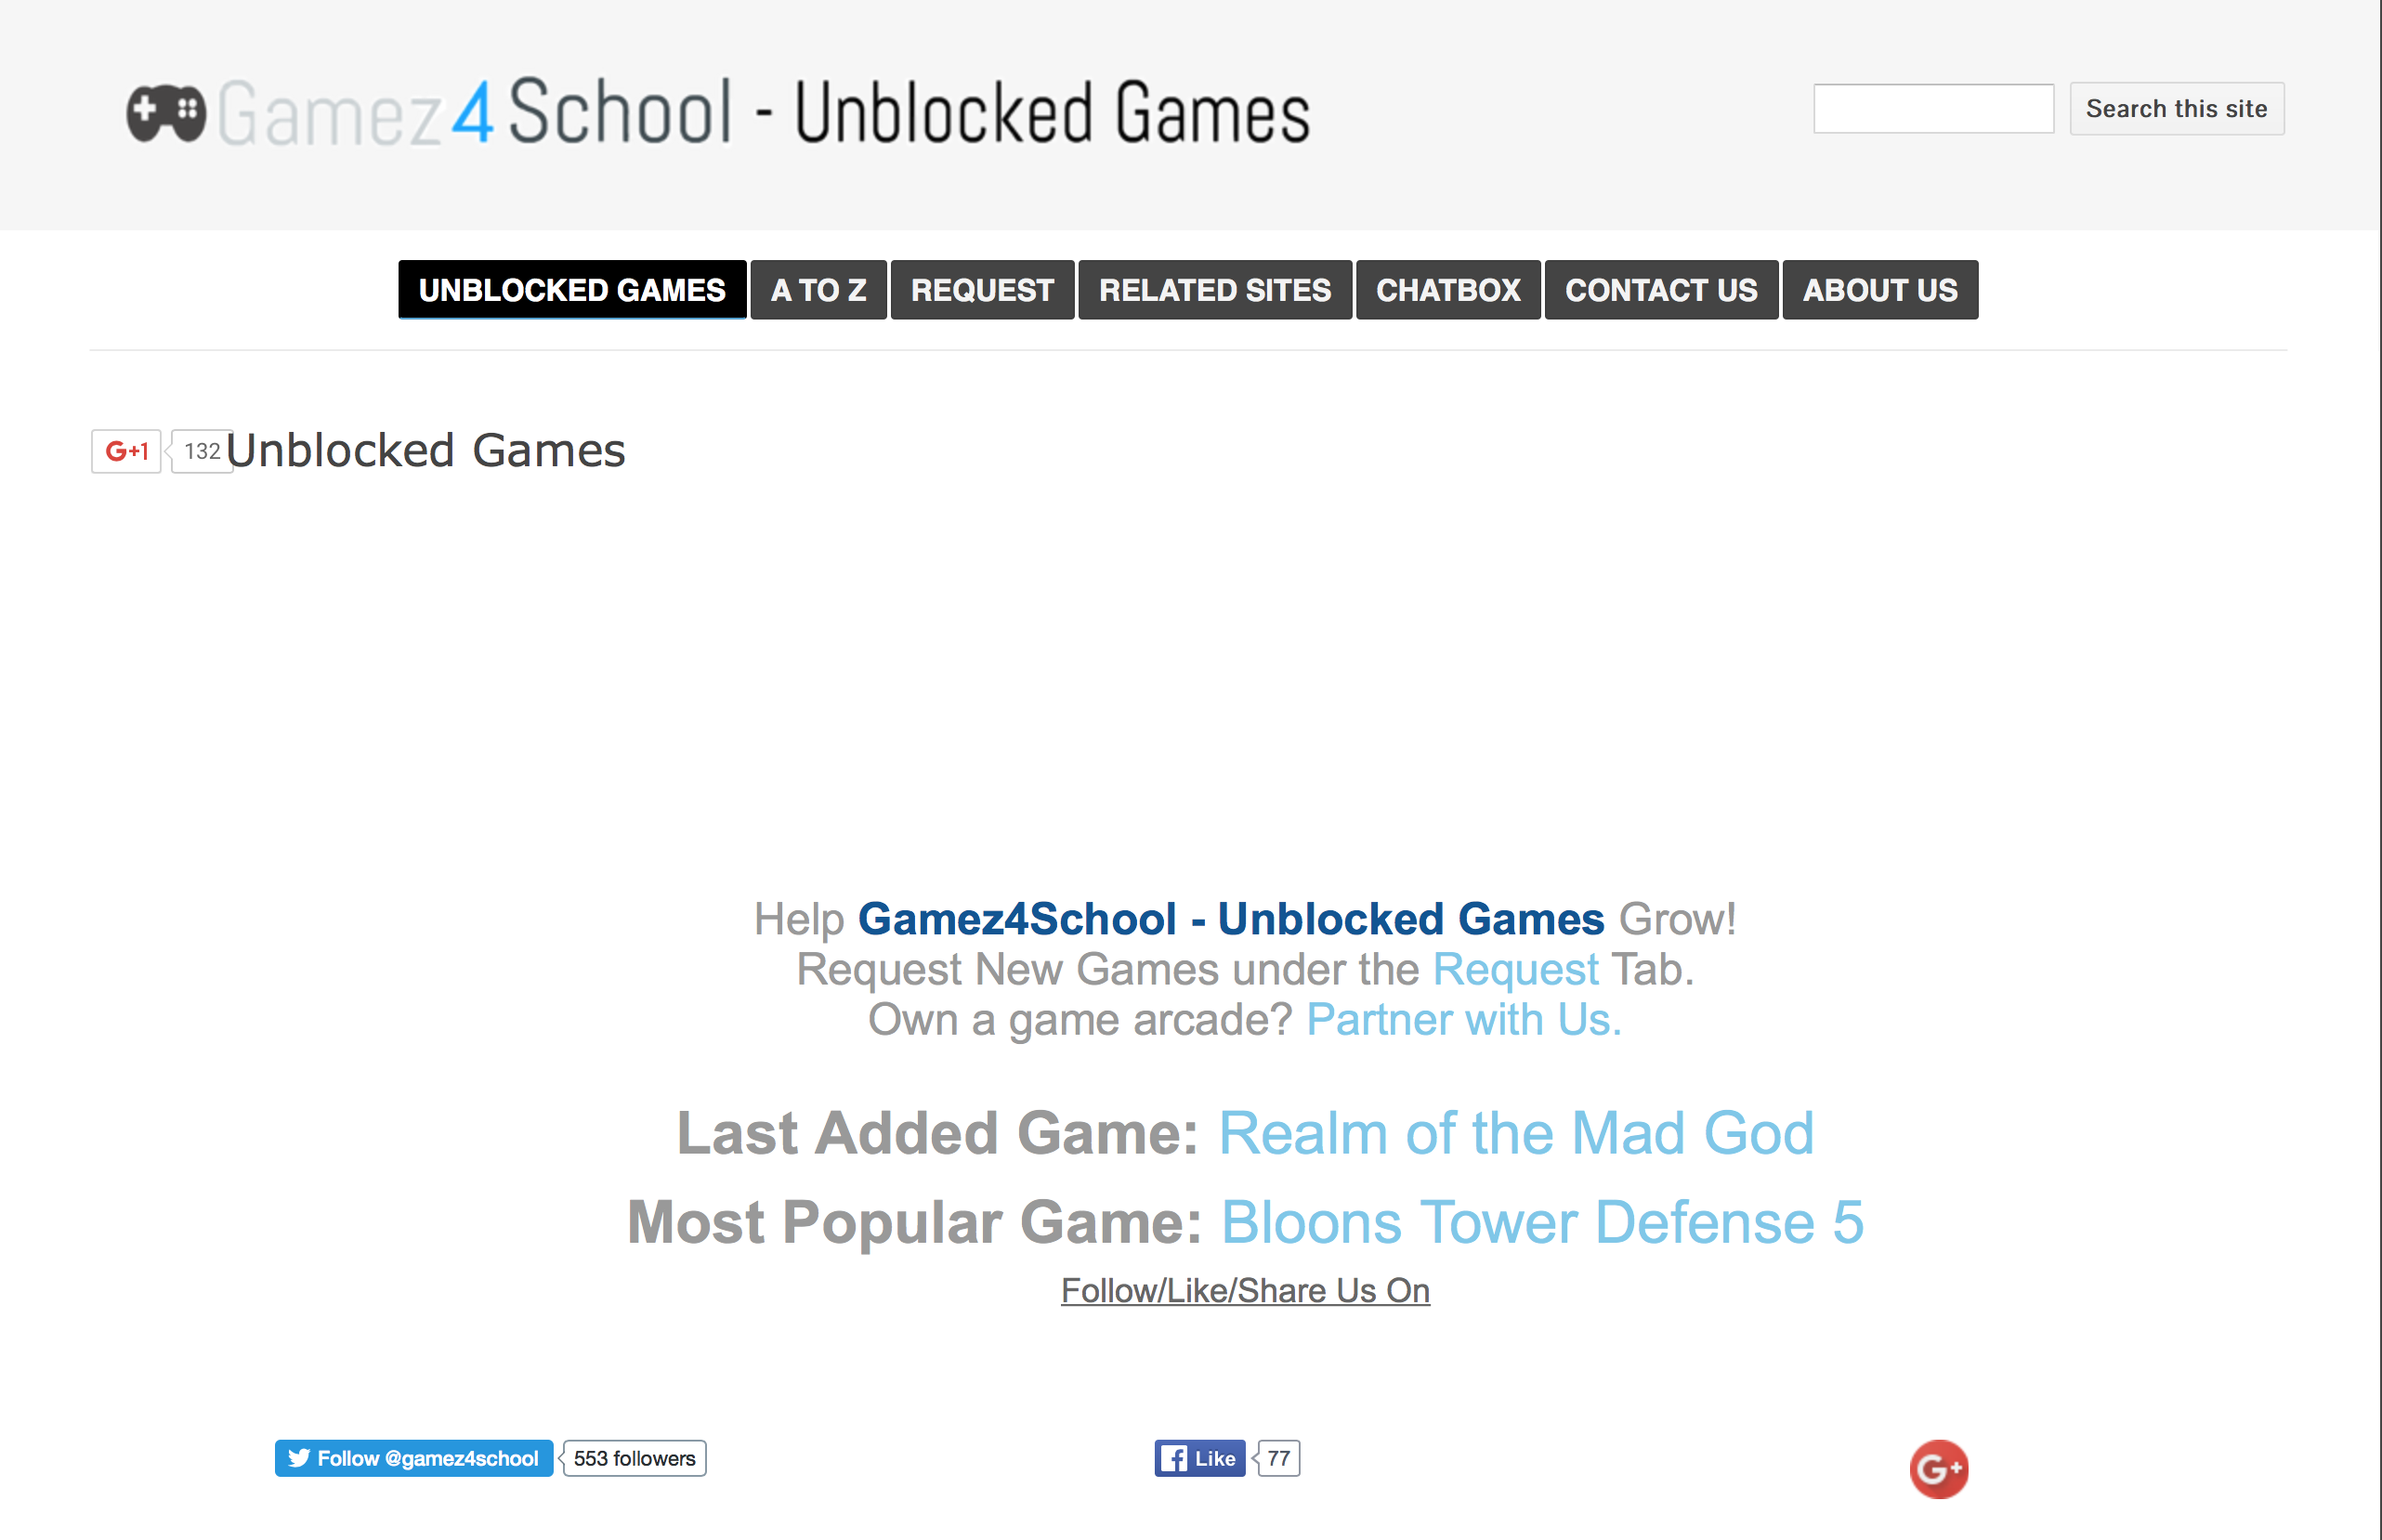 Gamez4School - Unblocked Games
Search this site
UNBLOCKED GAMES
A TO Z
REQUEST
RELATED SITES
CHATBOX
CONTACT US
ABOUT US
G+1
132
Unblocked Games
Help Gamez4School - Unblocked Games Grow!
Request New Games under the Request Tab.
Own a game arcade? Partner with Us.
Last Added Game: Realm of the Mad God
Most Popular Game: Bloons Tower Defense 5
Follow/Like/Share Us On
Follow @gamez4school
553 followers
Like
77
G+